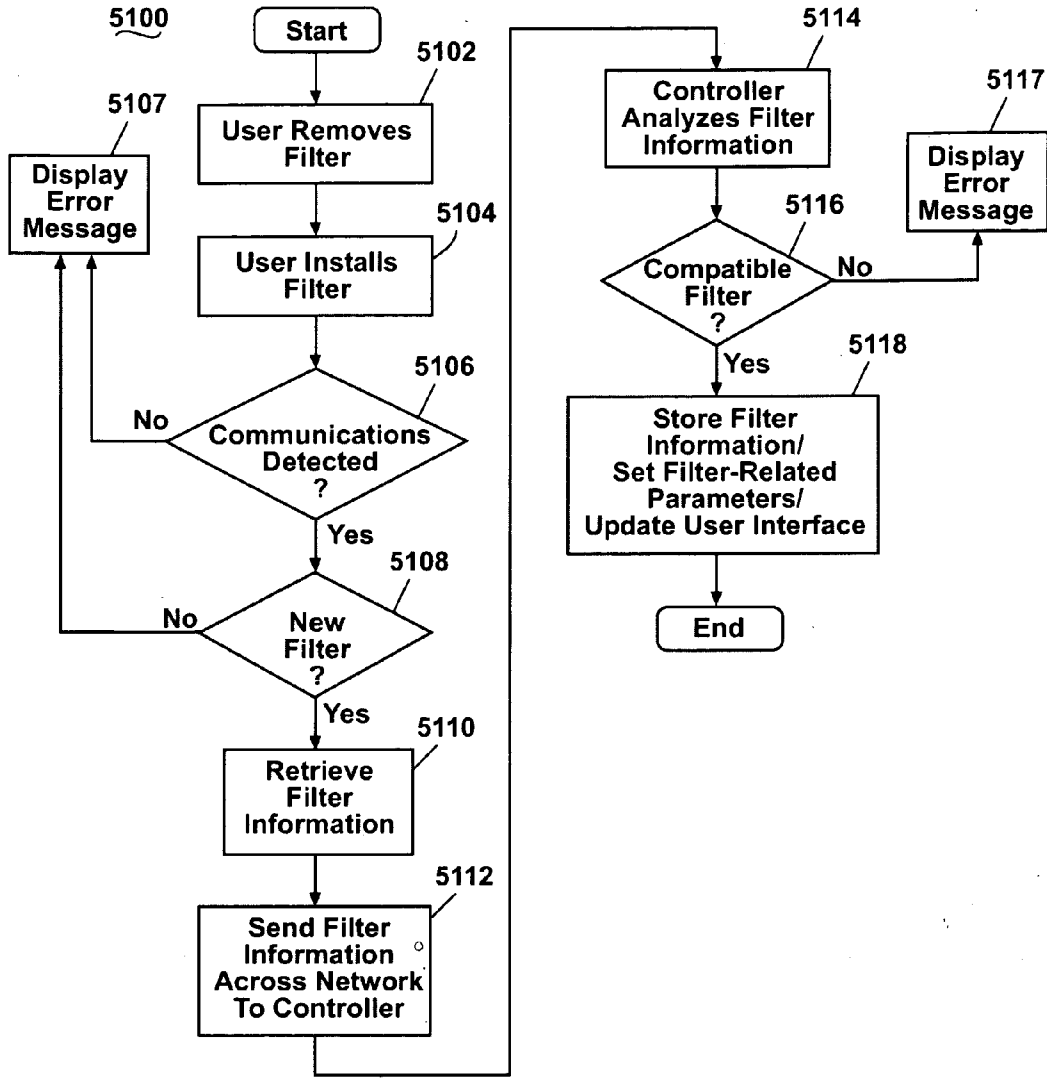 5100
Start
5102
User Removes
Filter
5104
User Installs
Filter
5106
Communications
Detected
?
No
Yes
5107
Display
Error
Message
5108
New
Filter
?
No
Yes
5110
Retrieve
Filter
Information
5112
Send Filter
Information
Across Network
To Controller
5114
Controller
Analyzes Filter
Information
5116
Compatible
Filter
?
No
Yes
5117
Display
Error
Message
5118
Store Filter
Information/
Set Filter-Related
Parameters/
Update User Interface
End